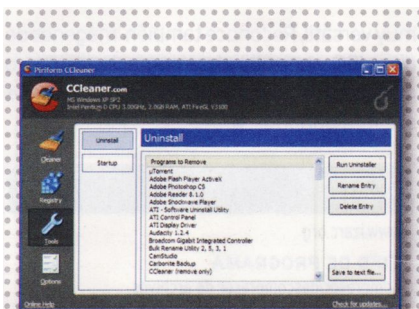 Piriform CCleaner
CCleaner.com
MS Windows XP SP2
Intel Pentium D CPU 3.00GHz, 2.0GB RAM, ATI FireGL V3100
Cleaner
Registry
Tools
Options
Uninstall
Startup
Uninstall
Programs to Remove
µTorrent
Adobe Flash Player ActiveX
Adobe Photoshop CS
Adobe Reader 8.1.0
Adobe Shockwave Player
ATI - Software Uninstall Utility
ATI Control Panel
ATI Display Driver
Audacity 1.2.4
Broadcom Gigabit Integrated Controller
Bulk Rename Utility 2, 5, 3, 1
CamStudio
Carbonite Backup
CCleaner (remove only)
Run Uninstaller
Rename Entry
Delete Entry
Save to text file...
Online Help
Check for updates...